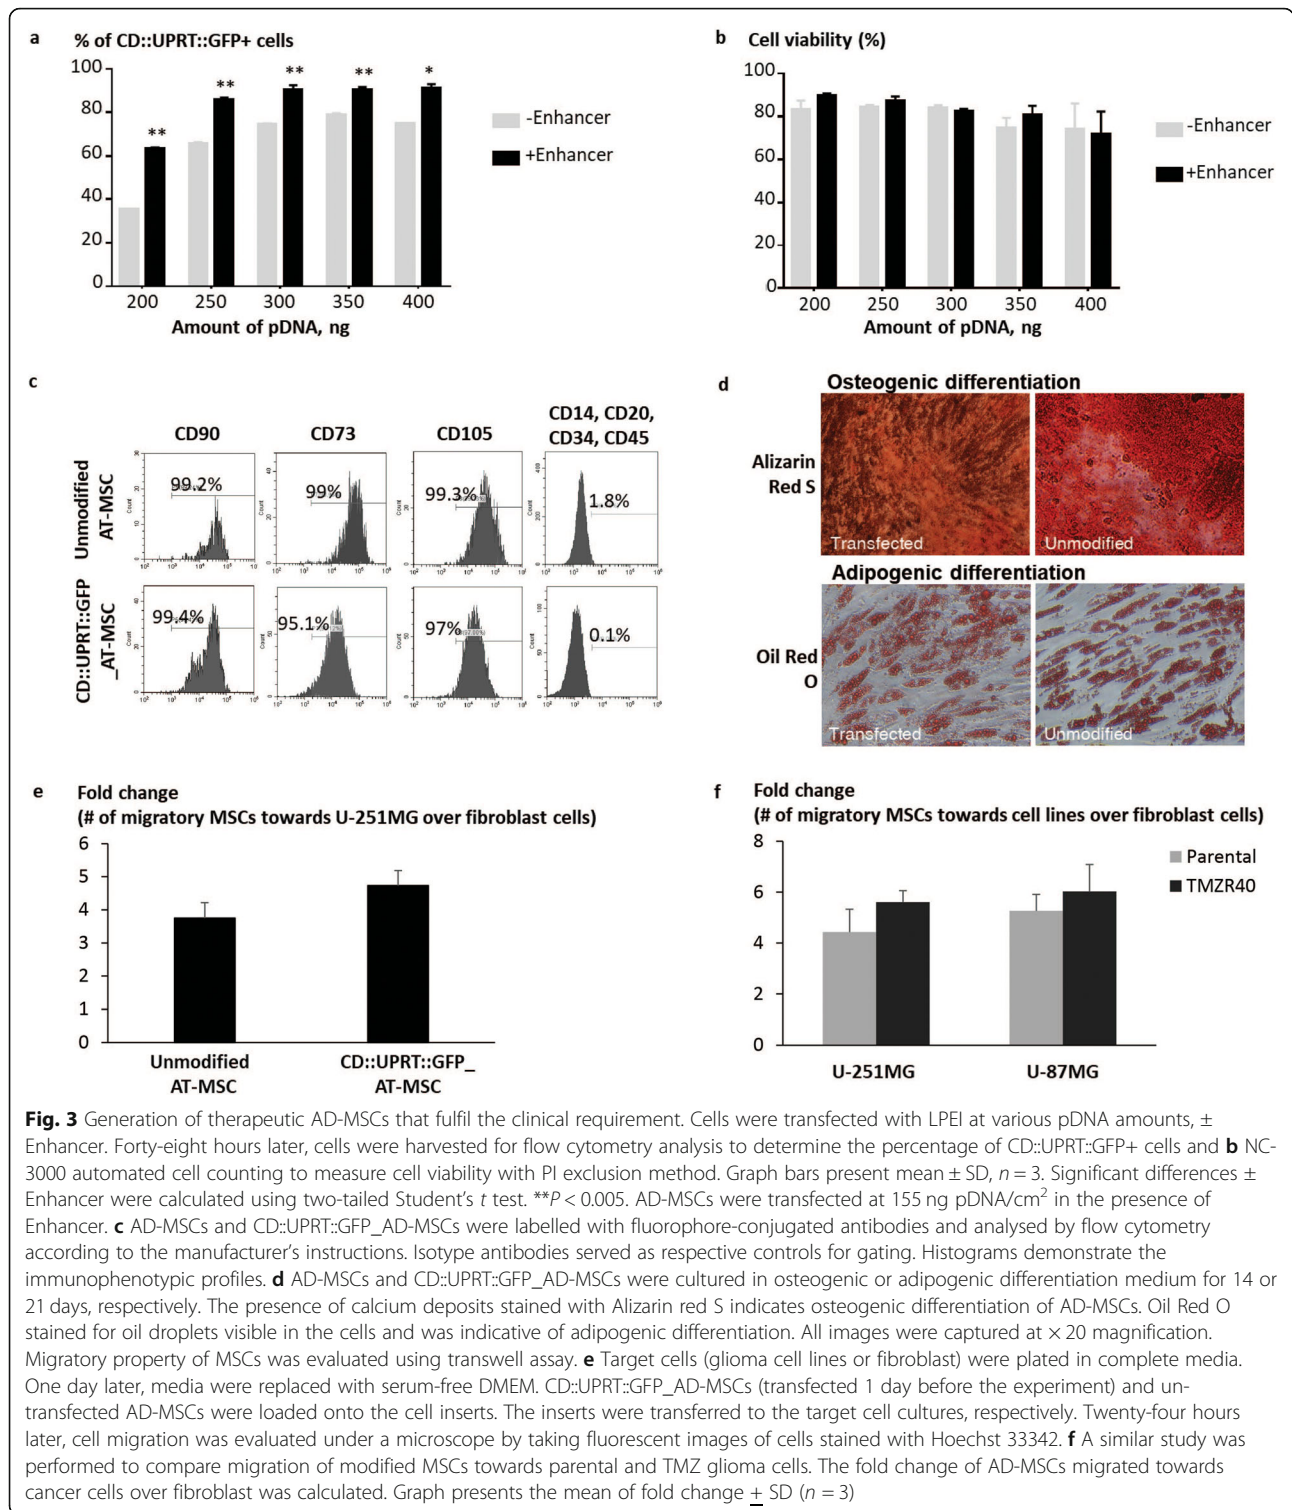 a % of CD::UPRT::GFP+ cells
100
80
60
40
20
0
** ** ** ** *
200 250 300 350 400
Amount of pDNA, ng
-Enhancer
+Enhancer
b Cell viability (%)
100
80
60
40
20
0
200 250 300 350 400
Amount of pDNA, ng
-Enhancer
+Enhancer
c
CD90 CD73 CD105 CD14, CD20,
CD34, CD45
Unmodified
AT-MSC
99.2% 99% 99.3% 1.8%
CD::UPRT::GFP
_AT-MSC
99.4% 95.1% 97% 0.1%
d Osteogenic differentiation
Alizarin
Red S
Transfected Unmodified
Adipogenic differentiation
Oil Red
O
Transfected Unmodified
e Fold change
(# of migratory MSCs towards U-251MG over fibroblast cells)
6
5
4
3
2
1
0
Unmodified
AT-MSC
CD::UPRT::GFP_
AT-MSC
f Fold change
(# of migratory MSCs towards cell lines over fibroblast cells)
8
6
4
2
0
Parental
TMZR40
U-251MG U-87MG
Fig. 3 Generation of therapeutic AD-MSCs that fulfil the clinical requirement. Cells were transfected with LPEI at various pDNA amounts, ±
Enhancer. Forty-eight hours later, cells were harvested for flow cytometry analysis to determine the percentage of CD::UPRT::GFP+ cells and b NC-
3000 automated cell counting to measure cell viability with PI exclusion method. Graph bars present mean ± SD, n = 3. Significant differences ±
Enhancer were calculated using two-tailed Student's t test. **P < 0.005. AD-MSCs were transfected at 155 ng pDNA/cm² in the presence of
Enhancer. c AD-MSCs and CD::UPRT::GFP_AD-MSCs were labelled with fluorophore-conjugated antibodies and analysed by flow cytometry
according to the manufacturer's instructions. Isotype antibodies served as respective controls for gating. Histograms demonstrate the
immunophenotypic profiles. d AD-MSCs and CD::UPRT::GFP_AD-MSCs were cultured in osteogenic or adipogenic differentiation medium for 14 or
21 days, respectively. The presence of calcium deposits stained with Alizarin red S indicates osteogenic differentiation of AD-MSCs. Oil Red O
stained for oil droplets visible in the cells and was indicative of adipogenic differentiation. All images were captured at × 20 magnification.
Migratory property of MSCs was evaluated using transwell assay. e Target cells (glioma cell lines or fibroblast) were plated in complete media.
One day later, media were replaced with serum-free DMEM. CD::UPRT::GFP_AD-MSCs (transfected 1 day before the experiment) and un-
transfected AD-MSCs were loaded onto the cell inserts. The inserts were transferred to the target cell cultures, respectively. Twenty-four hours
later, cell migration was evaluated under a microscope by taking fluorescent images of cells stained with Hoechst 33342. f A similar study was
performed to compare migration of modified MSCs towards parental and TMZ glioma cells. The fold change of AD-MSCs migrated towards
cancer cells over fibroblast was calculated. Graph presents the mean of fold change ± SD (n = 3)